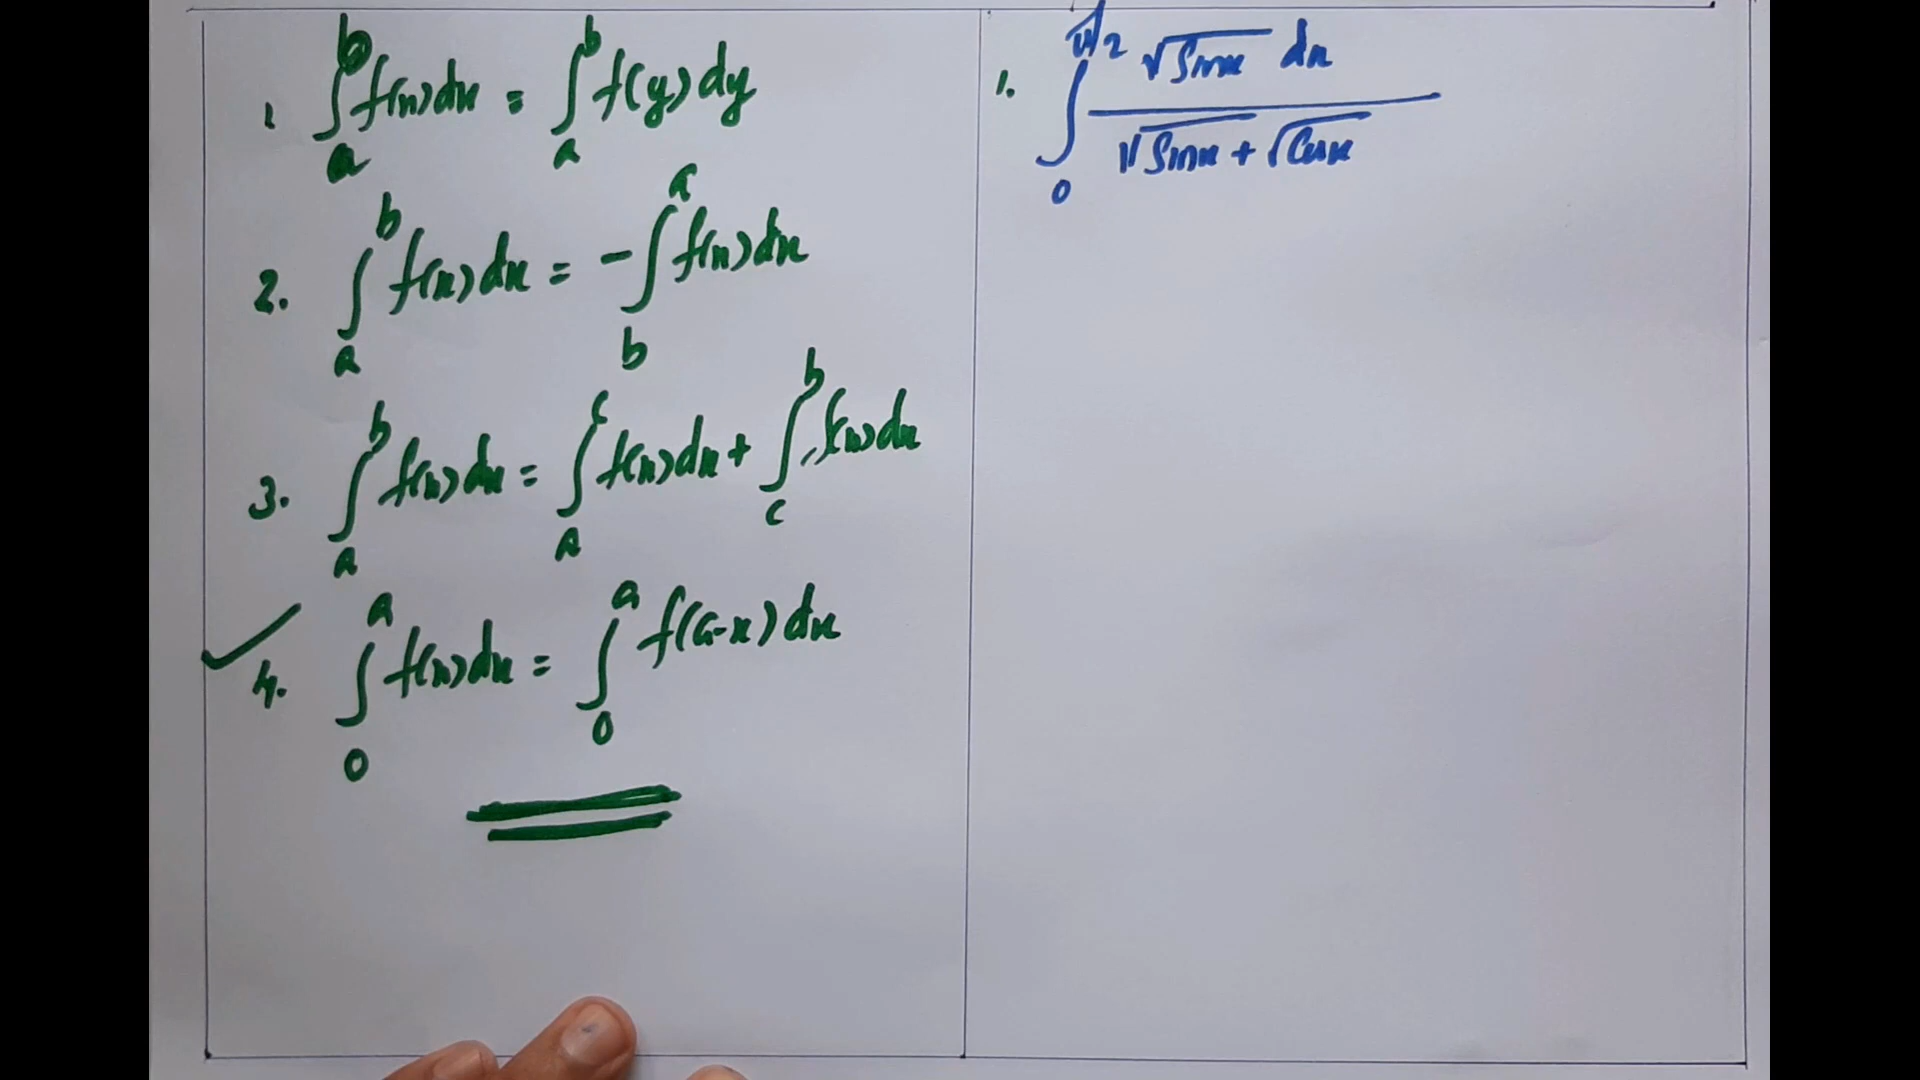 1. ∫_a^b f(x)dx = ∫_a^b f(y)dy
2. ∫_a^b f(x)dx = -∫_b^a f(x)dx
3. ∫_a^b f(x)dx = ∫_a^c f(x)dx + ∫_c^b f(x)dx
✓ 4. ∫_0^a f(x)dx = ∫_0^a f(a-x)dx
1. ∫_0^{π/2} √Sinx dx / (√Sinx + √Cosx)